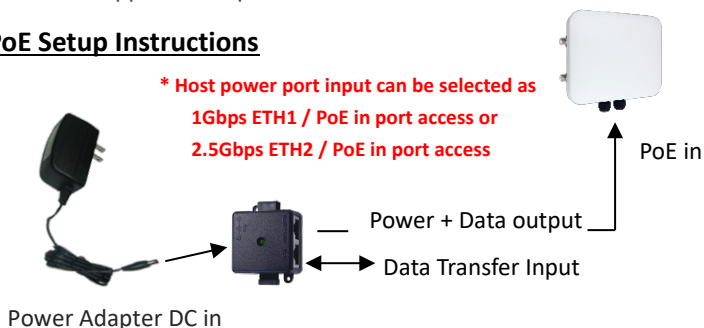 PoE Setup Instructions
* Host power port input can be selected as
1Gbps ETH1 / PoE in port access or
2.5Gbps ETH2 / PoE in port access
PoE in
Power + Data output
Data Transfer Input
Power Adapter DC in